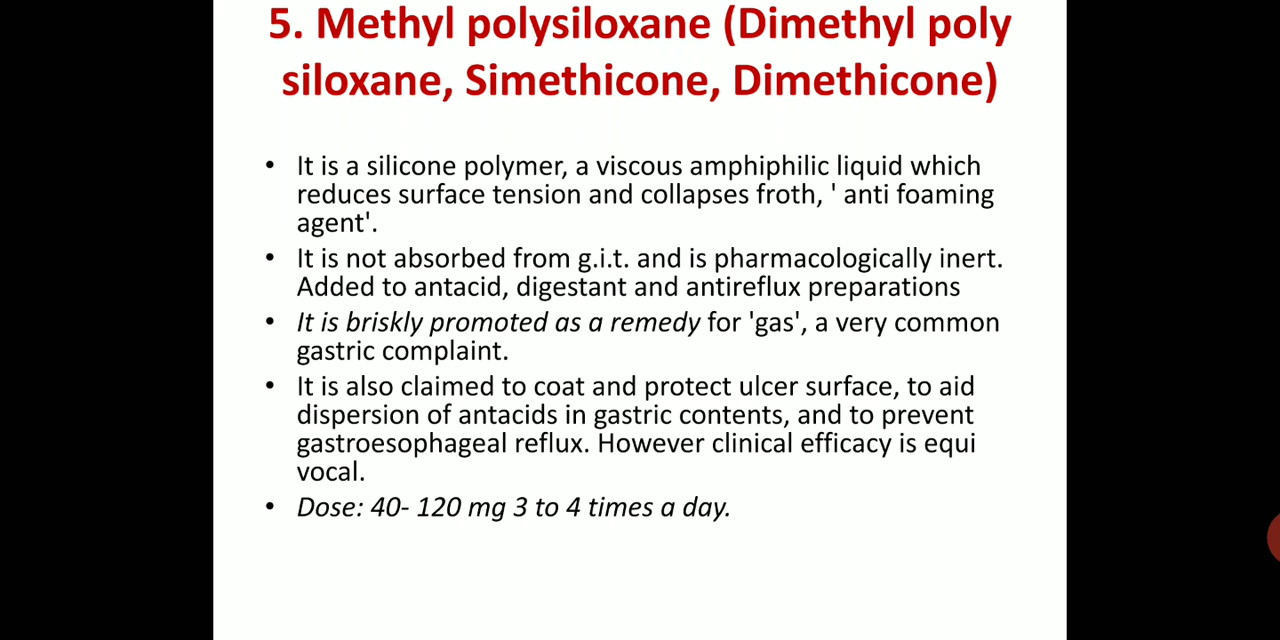 5. Methyl polysiloxane (Dimethyl poly
siloxane, Simethicone, Dimethicone)
• It is a silicone polymer, a viscous amphiphilic liquid which
reduces surface tension and collapses froth, ' anti foaming
agent'.
• It is not absorbed from g.i.t. and is pharmacologically inert.
Added to antacid, digestant and antireflux preparations
• It is briskly promoted as a remedy for 'gas', a very common
gastric complaint.
• It is also claimed to coat and protect ulcer surface, to aid
dispersion of antacids in gastric contents, and to prevent
gastroesophageal reflux. However clinical efficacy is equi
vocal.
• Dose: 40- 120 mg 3 to 4 times a day.